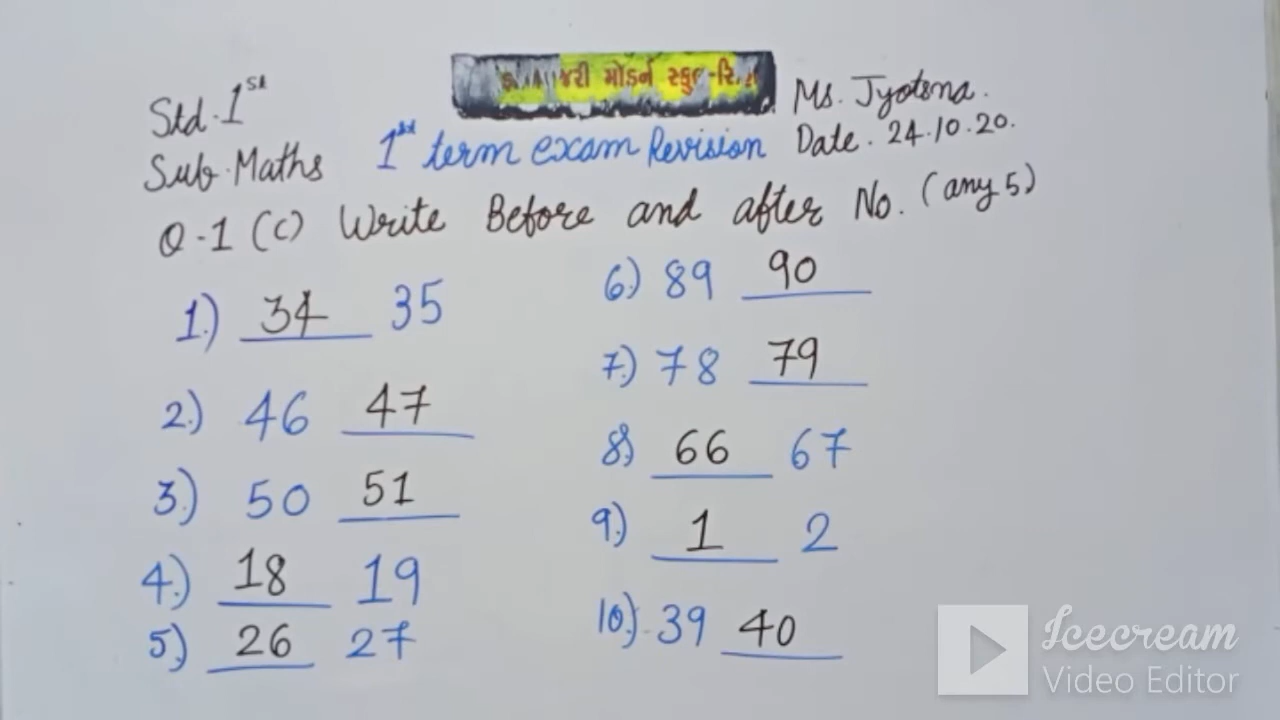 જરી મોડર્ન સ્કુલ
Std. 1st
Ms. Jyotsna.
Sub. Maths
1st term exam Revision
Date. 24.10.20.
Q.1 (C) Write Before and after No. (any 5)
1.) 34 35
2.) 46 47
3.) 50 51
4.) 18 19
5.) 26 27
6.) 89 90
7.) 78 79
8.) 66 67
9.) 1 2
10.) 39 40
Icecream
Video Editor